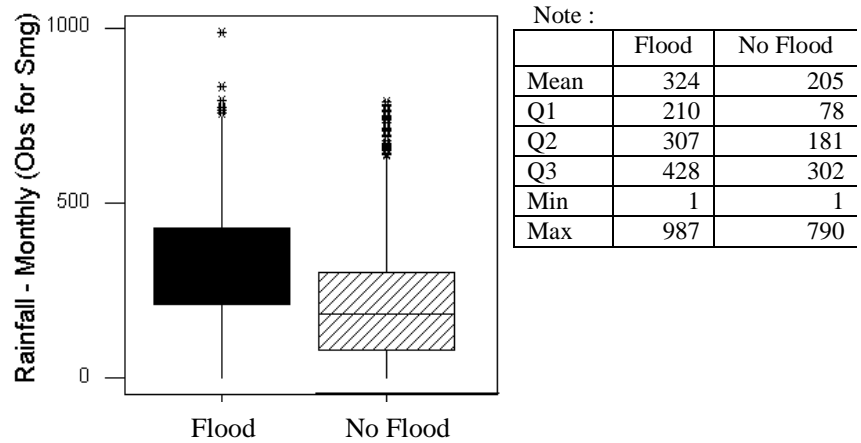 Rainfall - Monthly (Obs for Smg)
1000
500
0
Flood No Flood
Note :
Flood No Flood
Mean 324 205
Q1 210 78
Q2 307 181
Q3 428 302
Min 1 1
Max 987 790